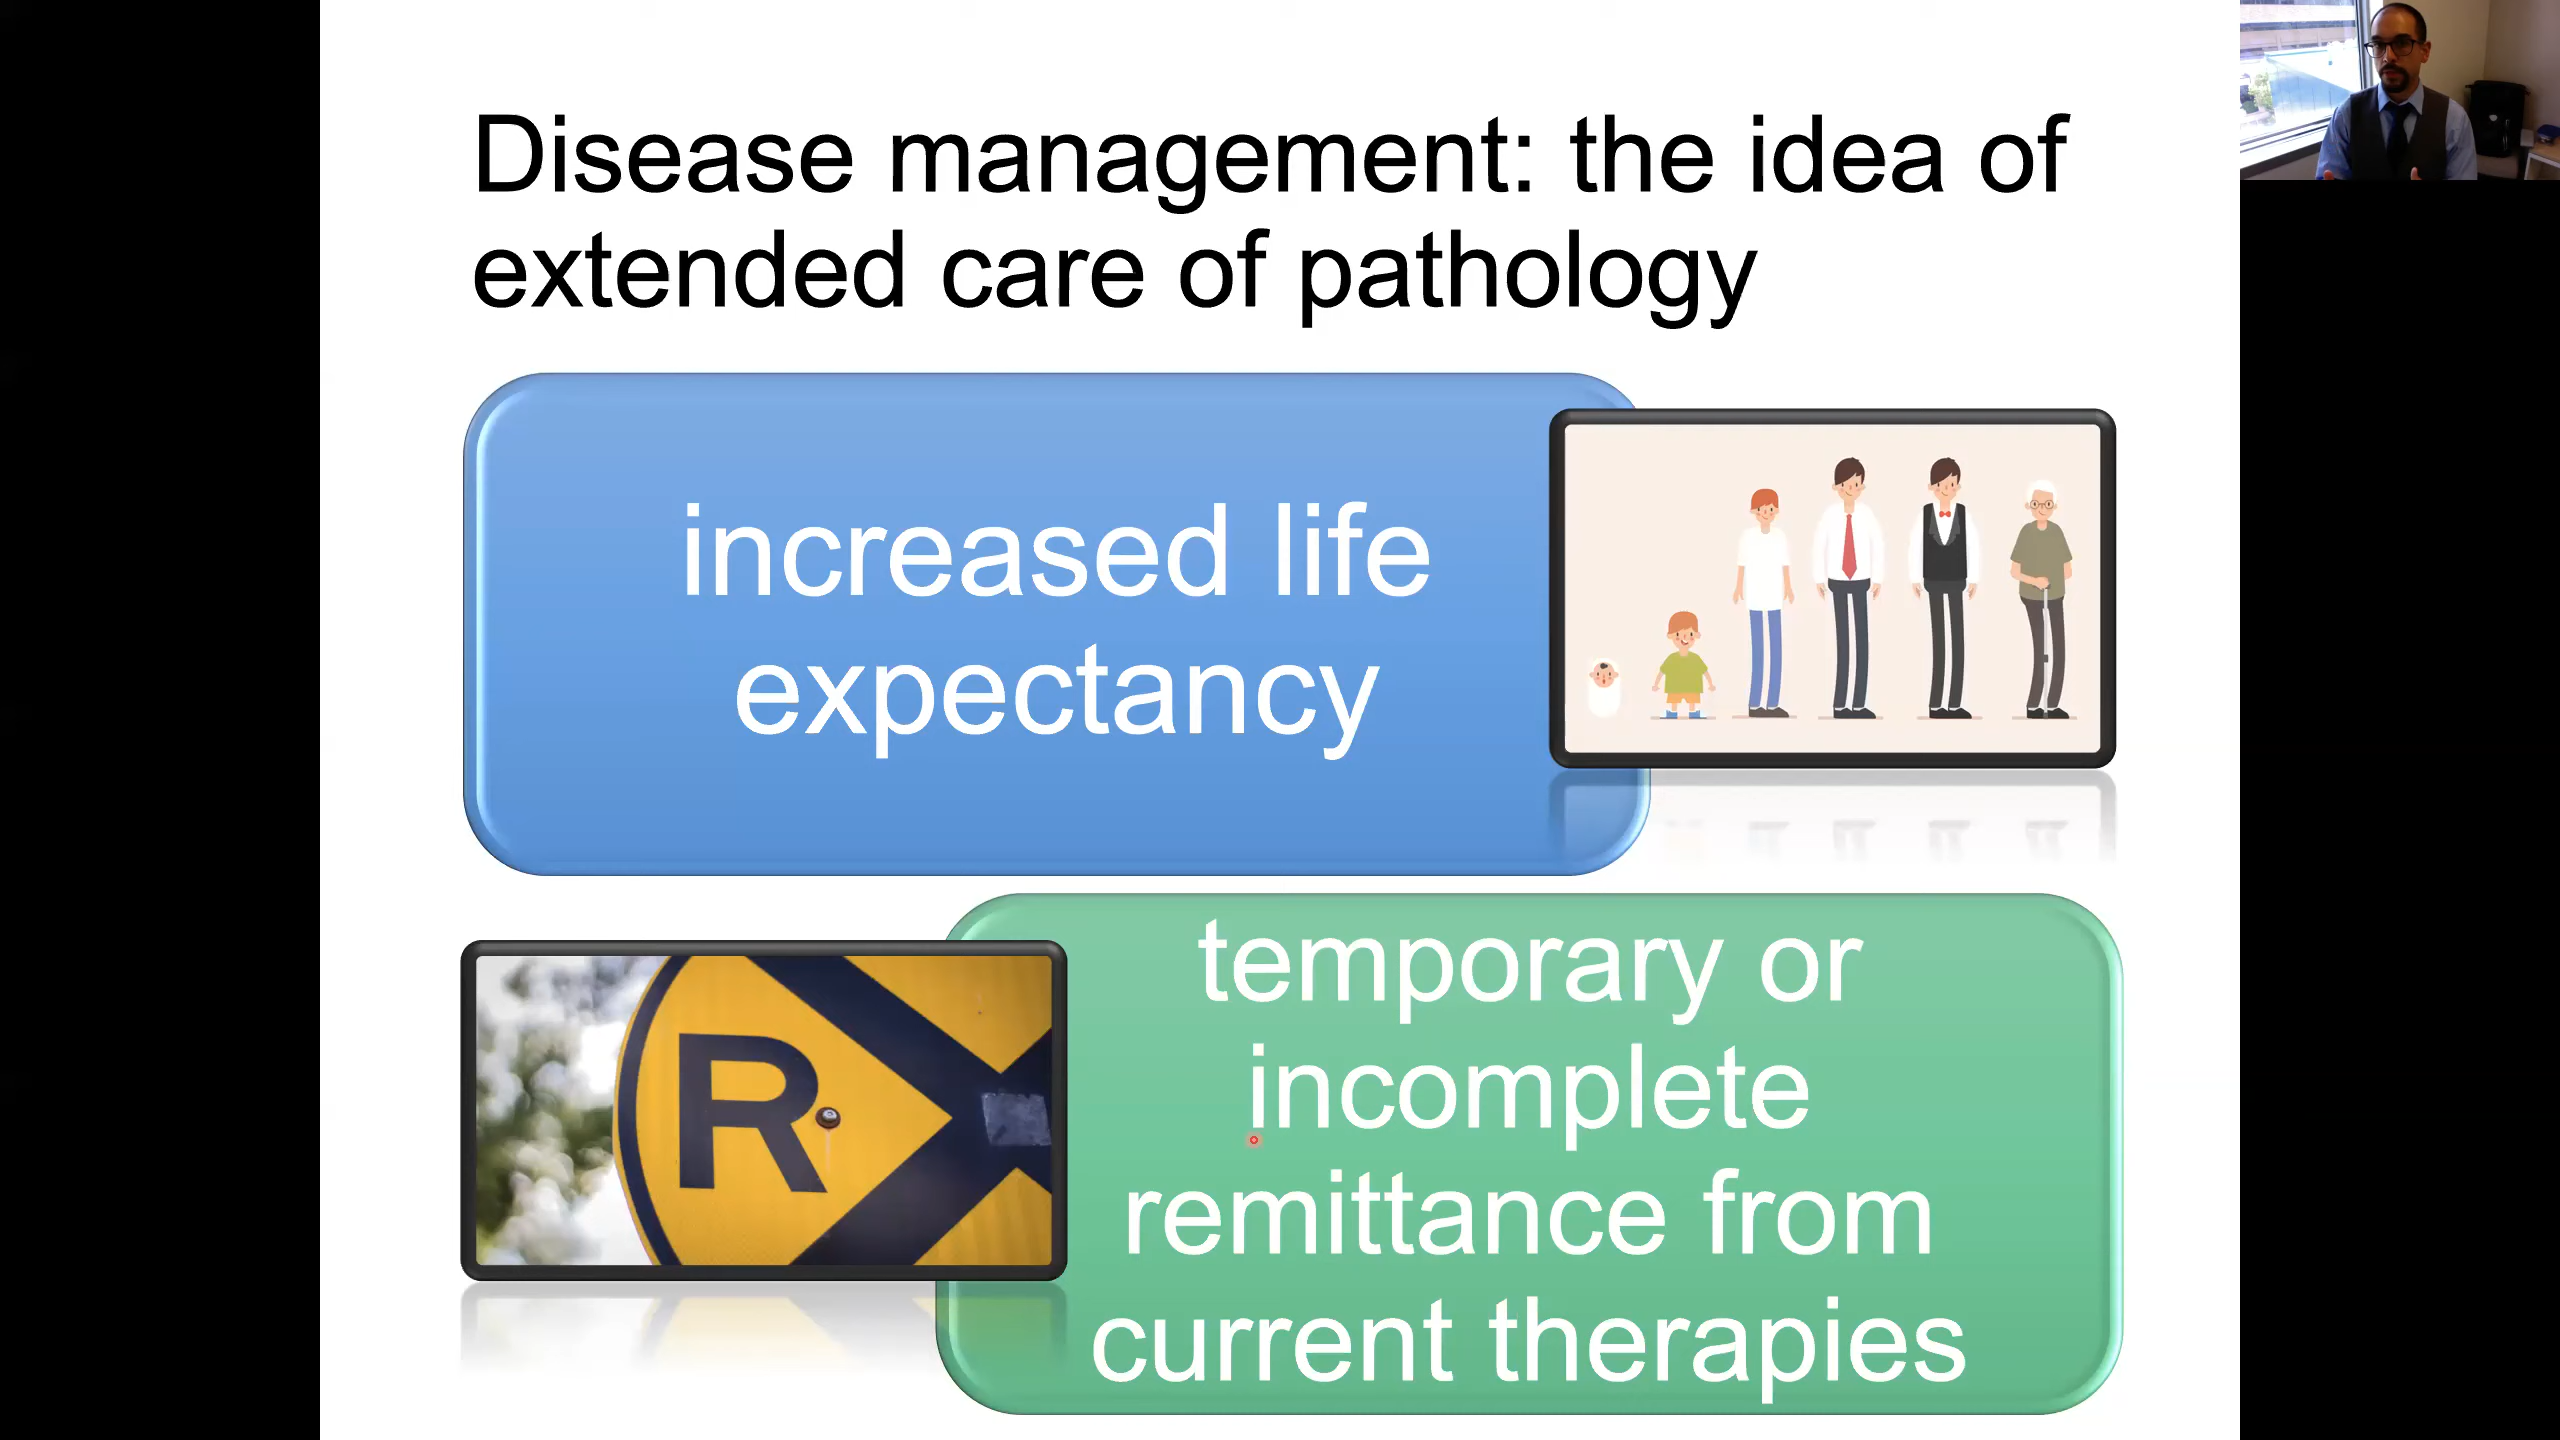 Disease management: the idea of
extended care of pathology
increased life
expectancy
R
temporary or
incomplete
remittance from
current therapies